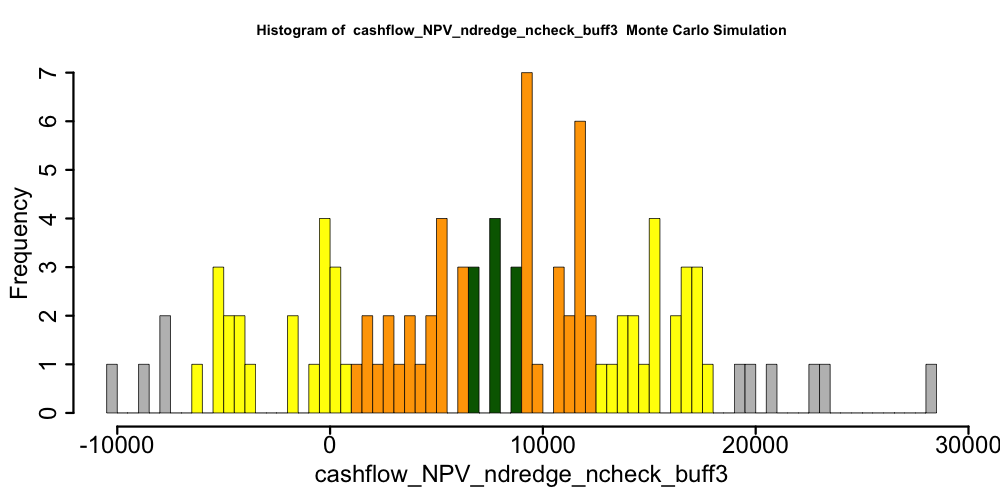 Histogram of  cashflow_NPV_ndredge_ncheck_buff3  Monte Carlo Simulation
7
6
5
4
3
2
1
0
Frequency
-10000 0 10000 20000 30000
cashflow_NPV_ndredge_ncheck_buff3